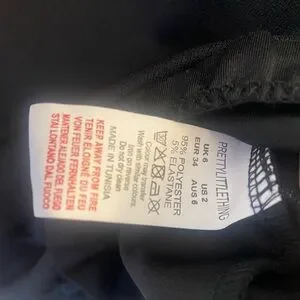 PRETTYLITTLETHING
UK 6 US 2
EUR 34 AUS 6
95% POLYESTER
5% ELASTANE
Colour may transfer
Wash with similar colours.
Do not dry clean
MADE IN TUNISIA
KEEP AWAY FROM FIRE
TENIR ÉLOIGNÉ DU FEU
VON FEUER FERNHALTEN
MANTENER ALEJADO DEL FUEGO
STAI LONTANO DAL FUOCO